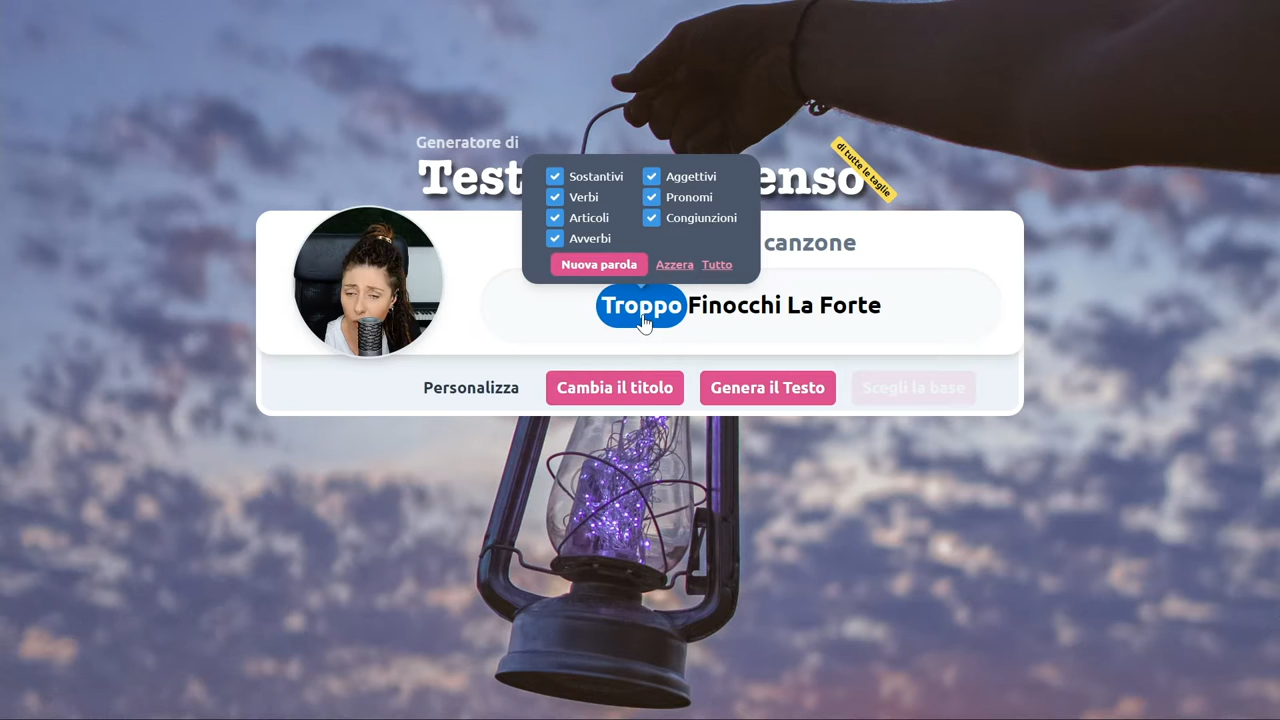 Generatore di
Test enso
di tutte le taglie
Sostantivi Aggettivi
Verbi Pronomi
Articoli Congiunzioni
Avverbi
Nuova parola Azzera Tutto
canzone
Troppo Finocchi La Forte
Personalizza Cambia il titolo Genera il Testo Scegli la base